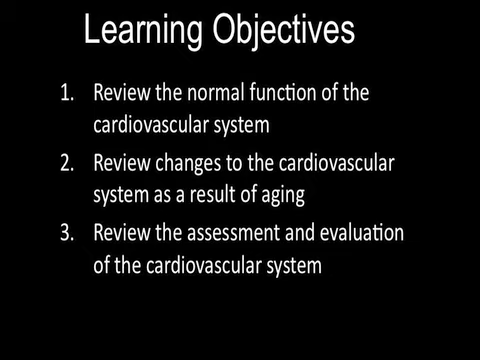 Learning Objectives
1. Review the normal function of the
cardiovascular system
2. Review changes to the cardiovascular
system as a result of aging
3. Review the assessment and evaluation
of the cardiovascular system